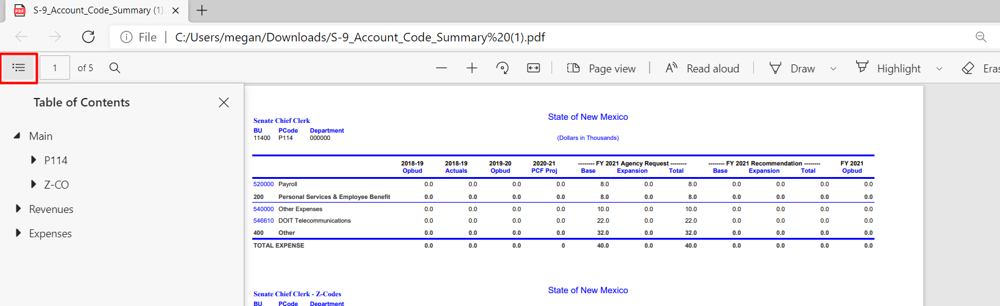 S-9_Account_Code_Summary (1).
File | C:/Users/megan/Downloads/S-9_Account_Code_Summary%20(1).pdf
1 of 5 Page view Read aloud Draw Highlight Eras
Table of Contents
Main
P114
Z-CO
Revenues
Expenses
State of New Mexico
Senate Chief Clerk
BU PCode Department
11400 P114 000000
(Dollars in Thousands)
2018-19 2018-19 2019-20 2020-21 -------- FY 2021 Agency Request -------- -------- FY 2021 Recommendation -------- FY 2021
Opbud Actuals Opbud PCF Proj Base Expansion Total Base Expansion Total Opbud
520000 Payroll 0.0 0.0 0.0 0.0 8.0 0.0 8.0 0.0 0.0 0.0 0.0
200 Personal Services & Employee Benefit 0.0 0.0 0.0 0.0 8.0 0.0 8.0 0.0 0.0 0.0 0.0
540000 Other Expenses 0.0 0.0 0.0 0.0 10.0 0.0 10.0 0.0 0.0 0.0 0.0
546610 DOIT Telecommunications 0.0 0.0 0.0 0.0 22.0 0.0 22.0 0.0 0.0 0.0 0.0
400 Other 0.0 0.0 0.0 0.0 32.0 0.0 32.0 0.0 0.0 0.0 0.0
TOTAL EXPENSE 0.0 0.0 0.0 0 40.0 0.0 40.0 0.0 0.0 0.0 0.0
State of New Mexico
Senate Chief Clerk - Z-Codes
BU PCode Department